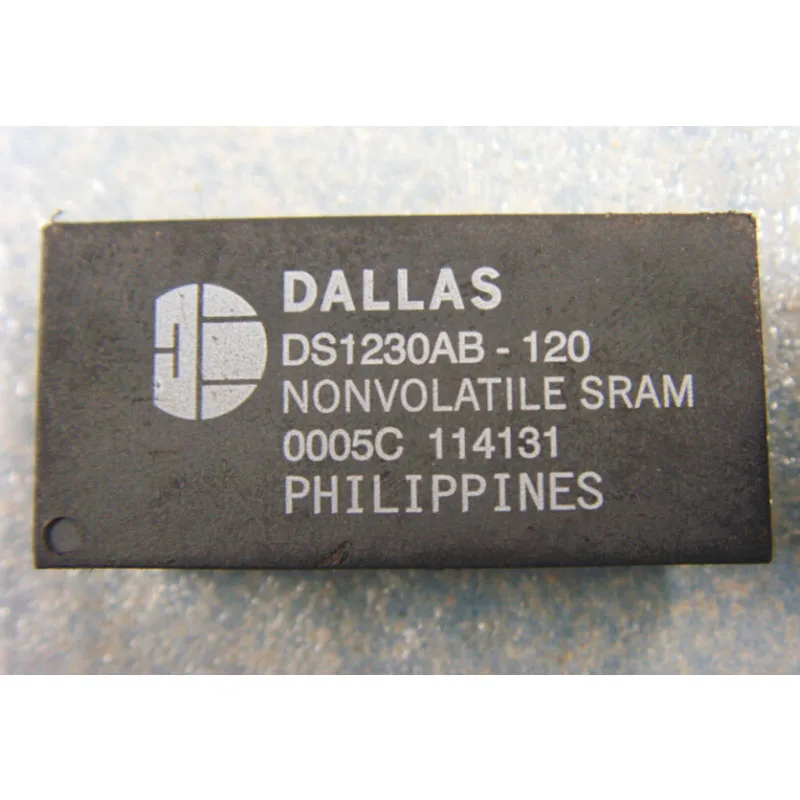 DALLAS
DS1230AB - 120
NONVOLATILE SRAM
0005C 114131
PHILIPPINES